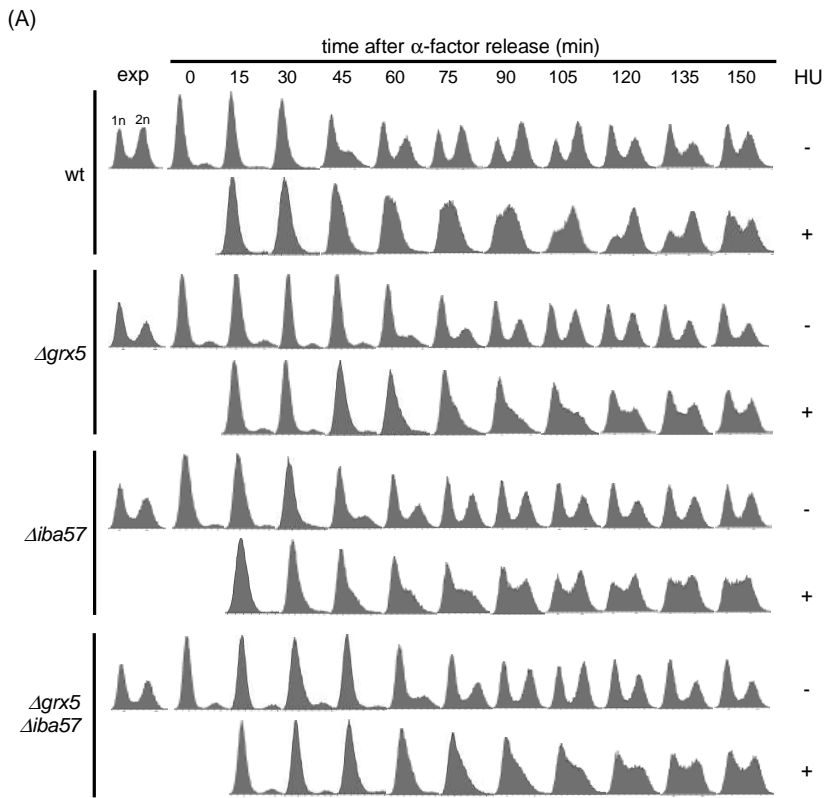 (A)
time after α-factor release (min)
exp 0 15 30 45 60 75 90 105 120 135 150 HU
1n 2n
-
wt
+
-
Δgrx5
+
-
Δiba57
+
-
Δgrx5
Δiba57
+